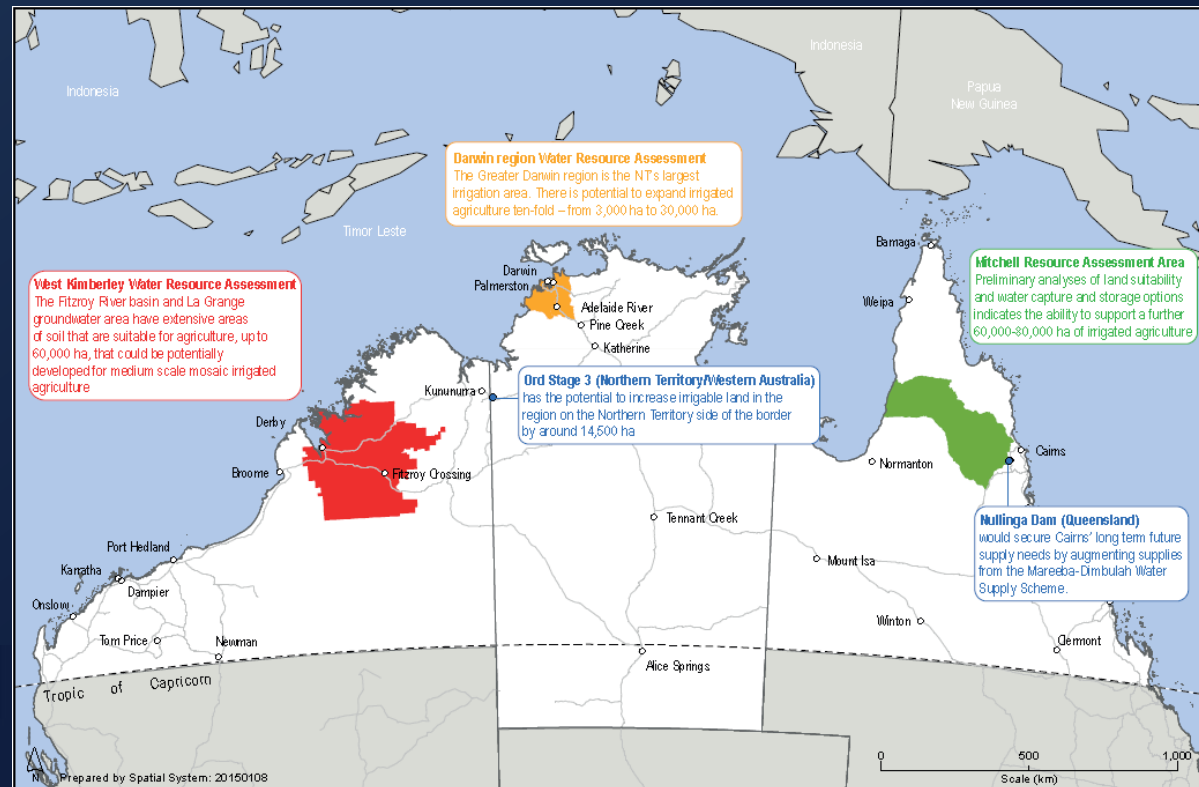 Indonesia
Indonesia
Papua
New Guinea
Timor Leste
Darwin region Water Resource Assessment
The Greater Darwin region is the NT's largest
irrigation area. There is potential to expand irrigated
agriculture ten-fold – from 3,000 ha to 30,000 ha.
West Kimberley Water Resource Assessment
The Fitzroy River basin and La Grange
groundwater area have extensive areas
of soil that are suitable for agriculture, up to
60,000 ha, that could be potentially
developed for medium scale mosaic irrigated
agriculture
Mitchell Resource Assessment Area
Preliminary analyses of land suitability
and water capture and storage options
indicates the ability to support a further
60,000-80,000 ha of irrigated agriculture
Ord Stage 3 (Northern Territory/Western Australia)
has the potential to increase irrigable land in the
region on the Northern Territory side of the border
by around 14,500 ha
Nullinga Dam (Queensland)
would secure Cairns' long term future
supply needs by augmenting supplies
from the Mareeba-Dimbulah Water
Supply Scheme.
Bamaga
Weipa
Darwin
Palmerston
Adelaide River
Pine Creek
Katherine
Kununurra
Derby
Broome
Fitzroy Crossing
Normanton
Cairns
Tennant Creek
Mount Isa
Port Hedland
Karratha
Dampier
Onslow
Tom Price
Newman
Winton
Clermont
Alice Springs
Tropic of Capricorn
N
Prepared by Spatial System: 20150108
0 500 1,000
Scale (km)